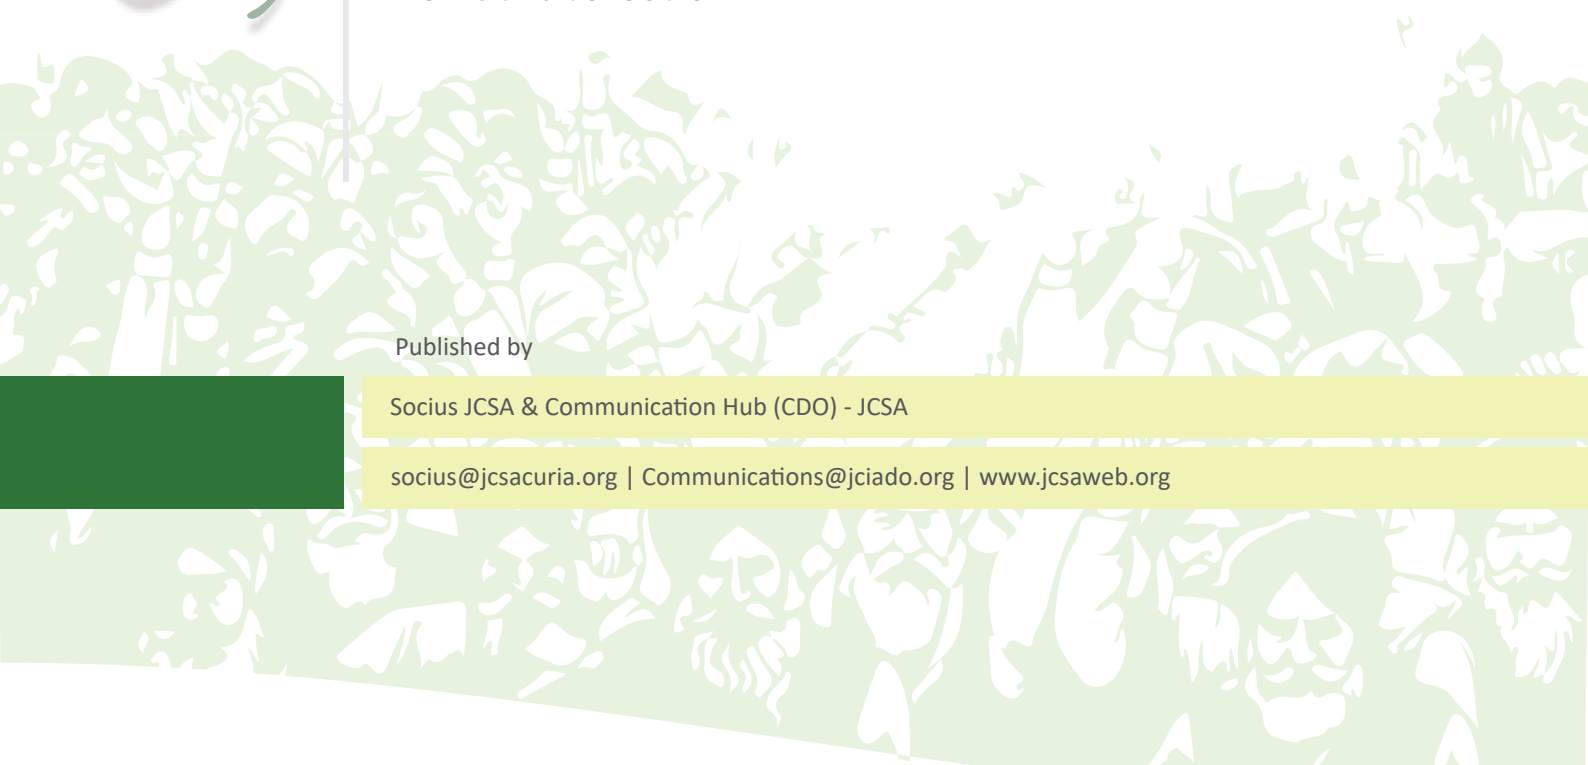 Published by
Socius JCSA & Communication Hub (CDO) - JCSA
socius@jcsacuria.org | Communications@jciado.org | www.jcsaweb.org